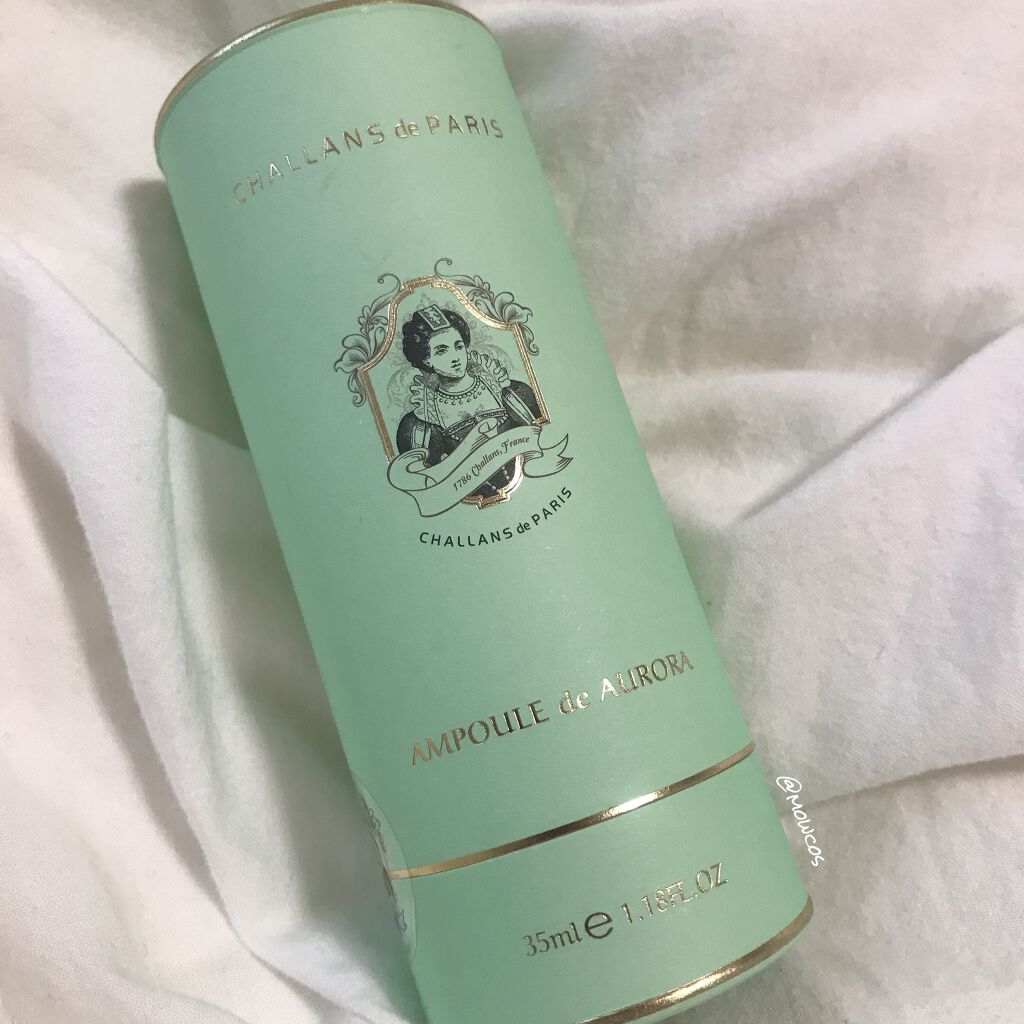 CHALLANS de PARIS
1786 Challans, France
CHALLANS de PARIS
AMPOULE de AURORA
35ml e 1.18FL.OZ
@MOWCOS